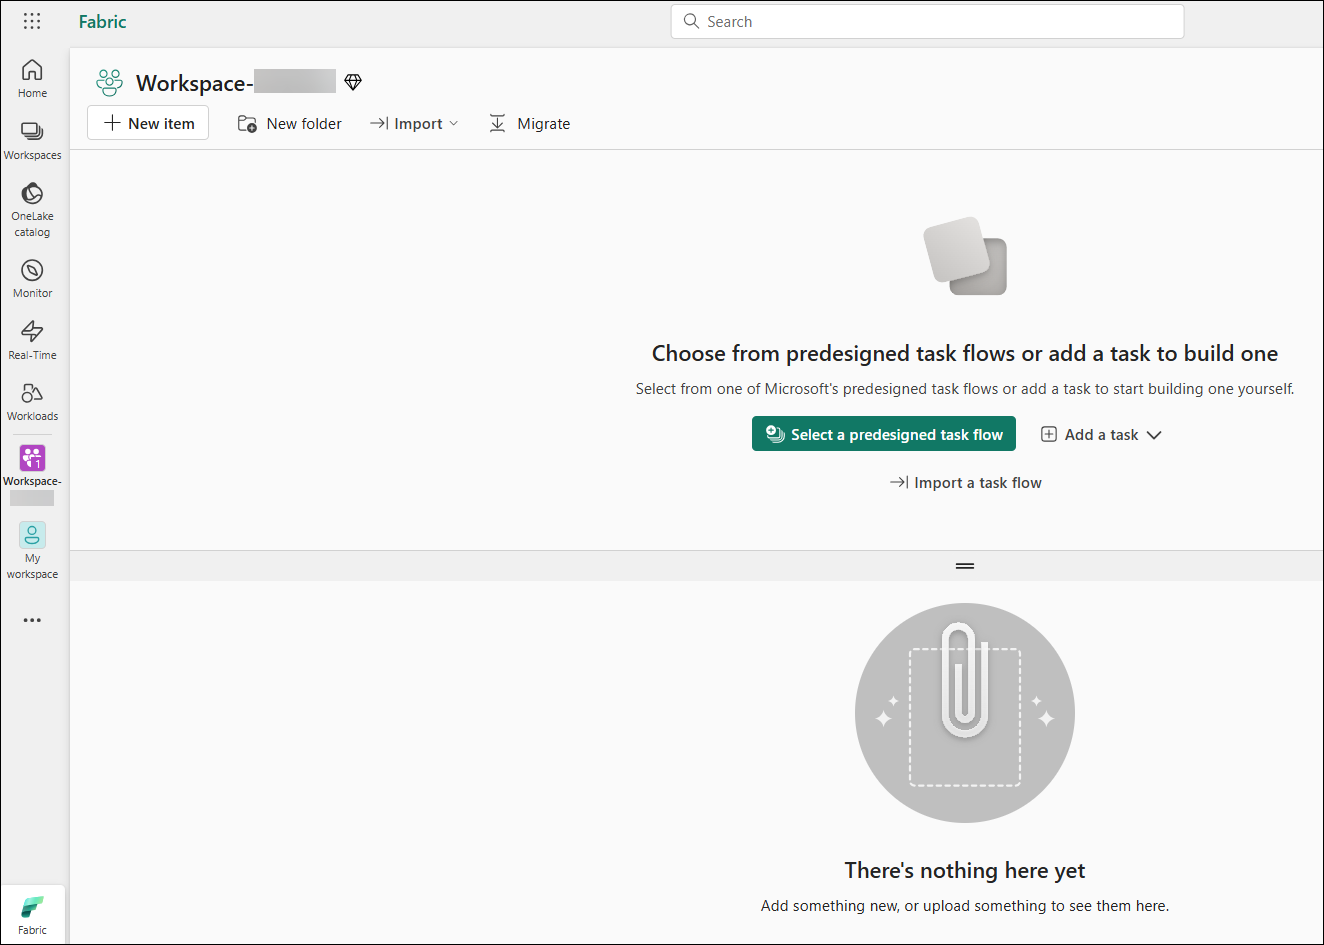 Fabric
Search
Home
Workspaces
OneLake
catalog
Monitor
Real-Time
Workloads
Workspace-
My
workspace
Fabric
Workspace-
New item
New folder
Import
Migrate
Choose from predesigned task flows or add a task to build one
Select from one of Microsoft's predesigned task flows or add a task to start building one yourself.
Select a predesigned task flow
Add a task
Import a task flow
There's nothing here yet
Add something new, or upload something to see them here.